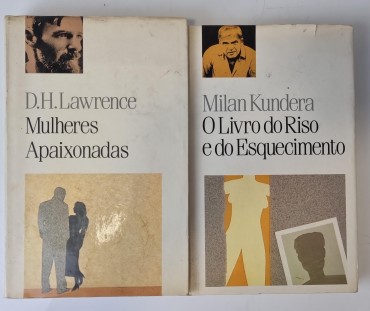 D.H. Lawrence
Mulheres
Apaixonadas
Milan Kundera
O Livro do Riso
e do Esquecimento